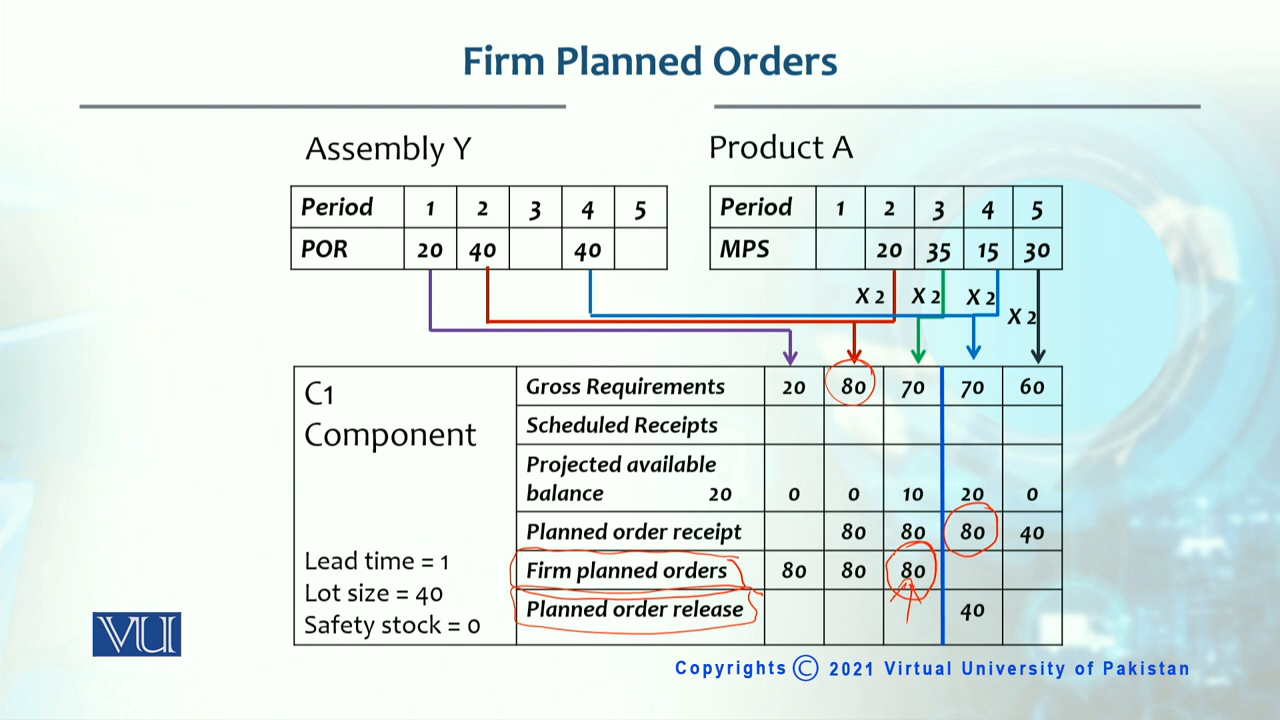 Firm Planned Orders
Assembly Y
Product A
Period 1 2 3 4 5
POR 20 40 40
Period 1 2 3 4 5
MPS 20 35 15 30
X 2 X 2 X 2
X 2
C1
Component
Lead time = 1
Lot size = 40
Safety stock = 0
Gross Requirements 20 80 70 70 60
Scheduled Receipts
Projected available
balance 20 0 0 10 20 0
Planned order receipt 80 80 80 40
Firm planned orders 80 80 80
Planned order release 40
VU
Copyrights © 2021 Virtual University of Pakistan